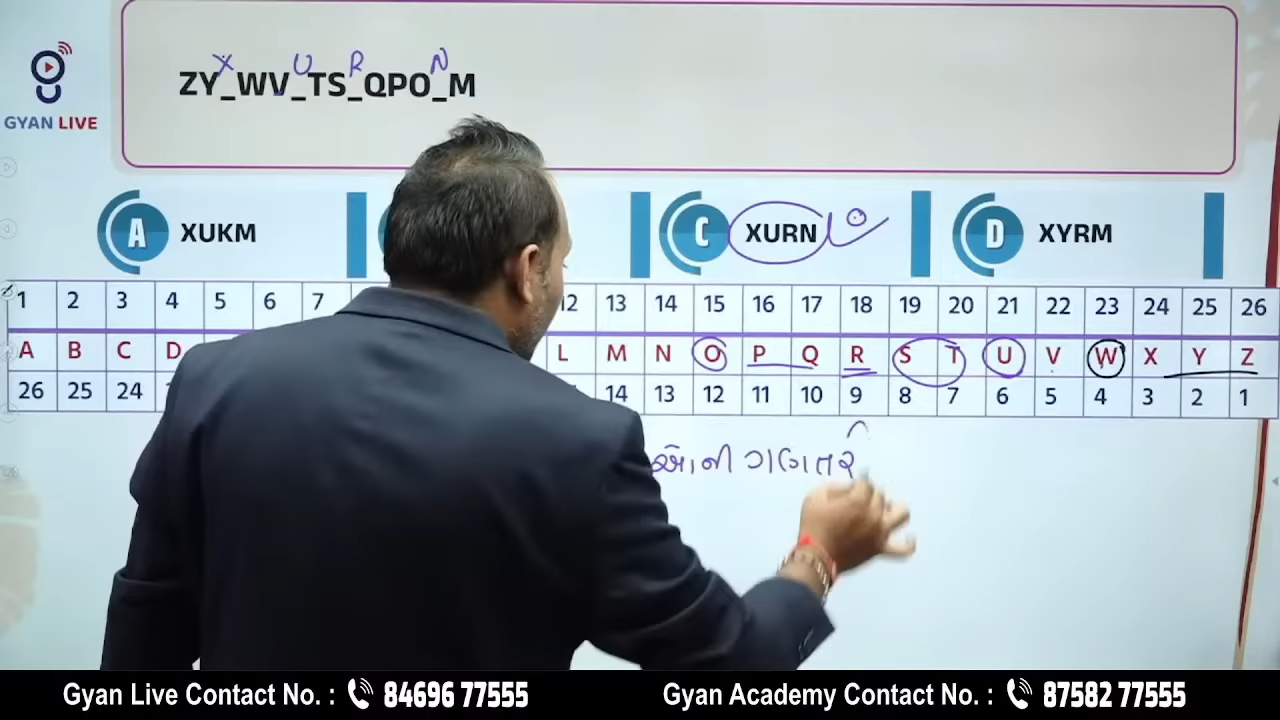 X U R N
ZY_WV_TS_QPO_M
GYAN LIVE
A XUKM
C XURN
D XYRM
1 2 3 4 5 6 7 12 13 14 15 16 17 18 19 20 21 22 23 24 25 26
A B C D L M N O P Q R S T U V W X Y Z
26 25 24 14 13 12 11 10 9 8 7 6 5 4 3 2 1
Gyan Live Contact No. : 84696 77555 Gyan Academy Contact No. : 87582 77555